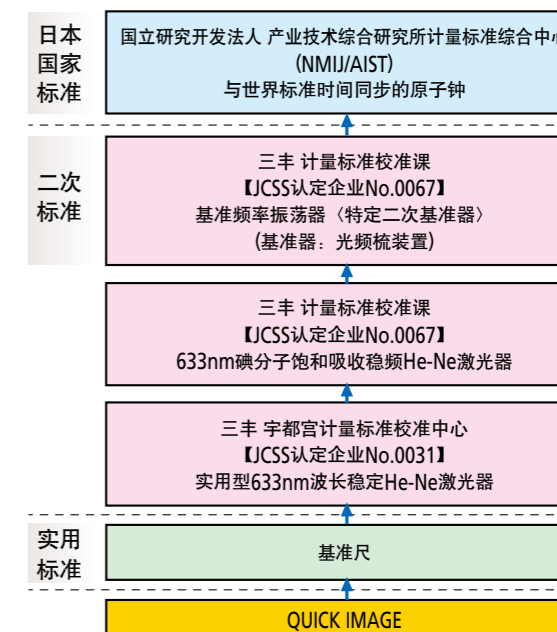 日本
国家
标准
国立研究开发法人 产业技术综合研究所计量标准综合中心
(NMIJ/AIST)
与世界标准时间同步的原子钟
二次
标准
三丰 计量标准校准课
【JCSS认定企业No.0067】
基准频率振荡器〈特定二次基准器〉
(基准器：光频梳装置)
三丰 计量标准校准课
【JCSS认定企业No.0067】
633nm碘分子饱和吸收稳频He-Ne激光器
三丰 宇都宫计量标准校准中心
【JCSS认定企业No.0031】
实用型633nm波长稳定He-Ne激光器
实用
标准
基准尺
QUICK IMAGE